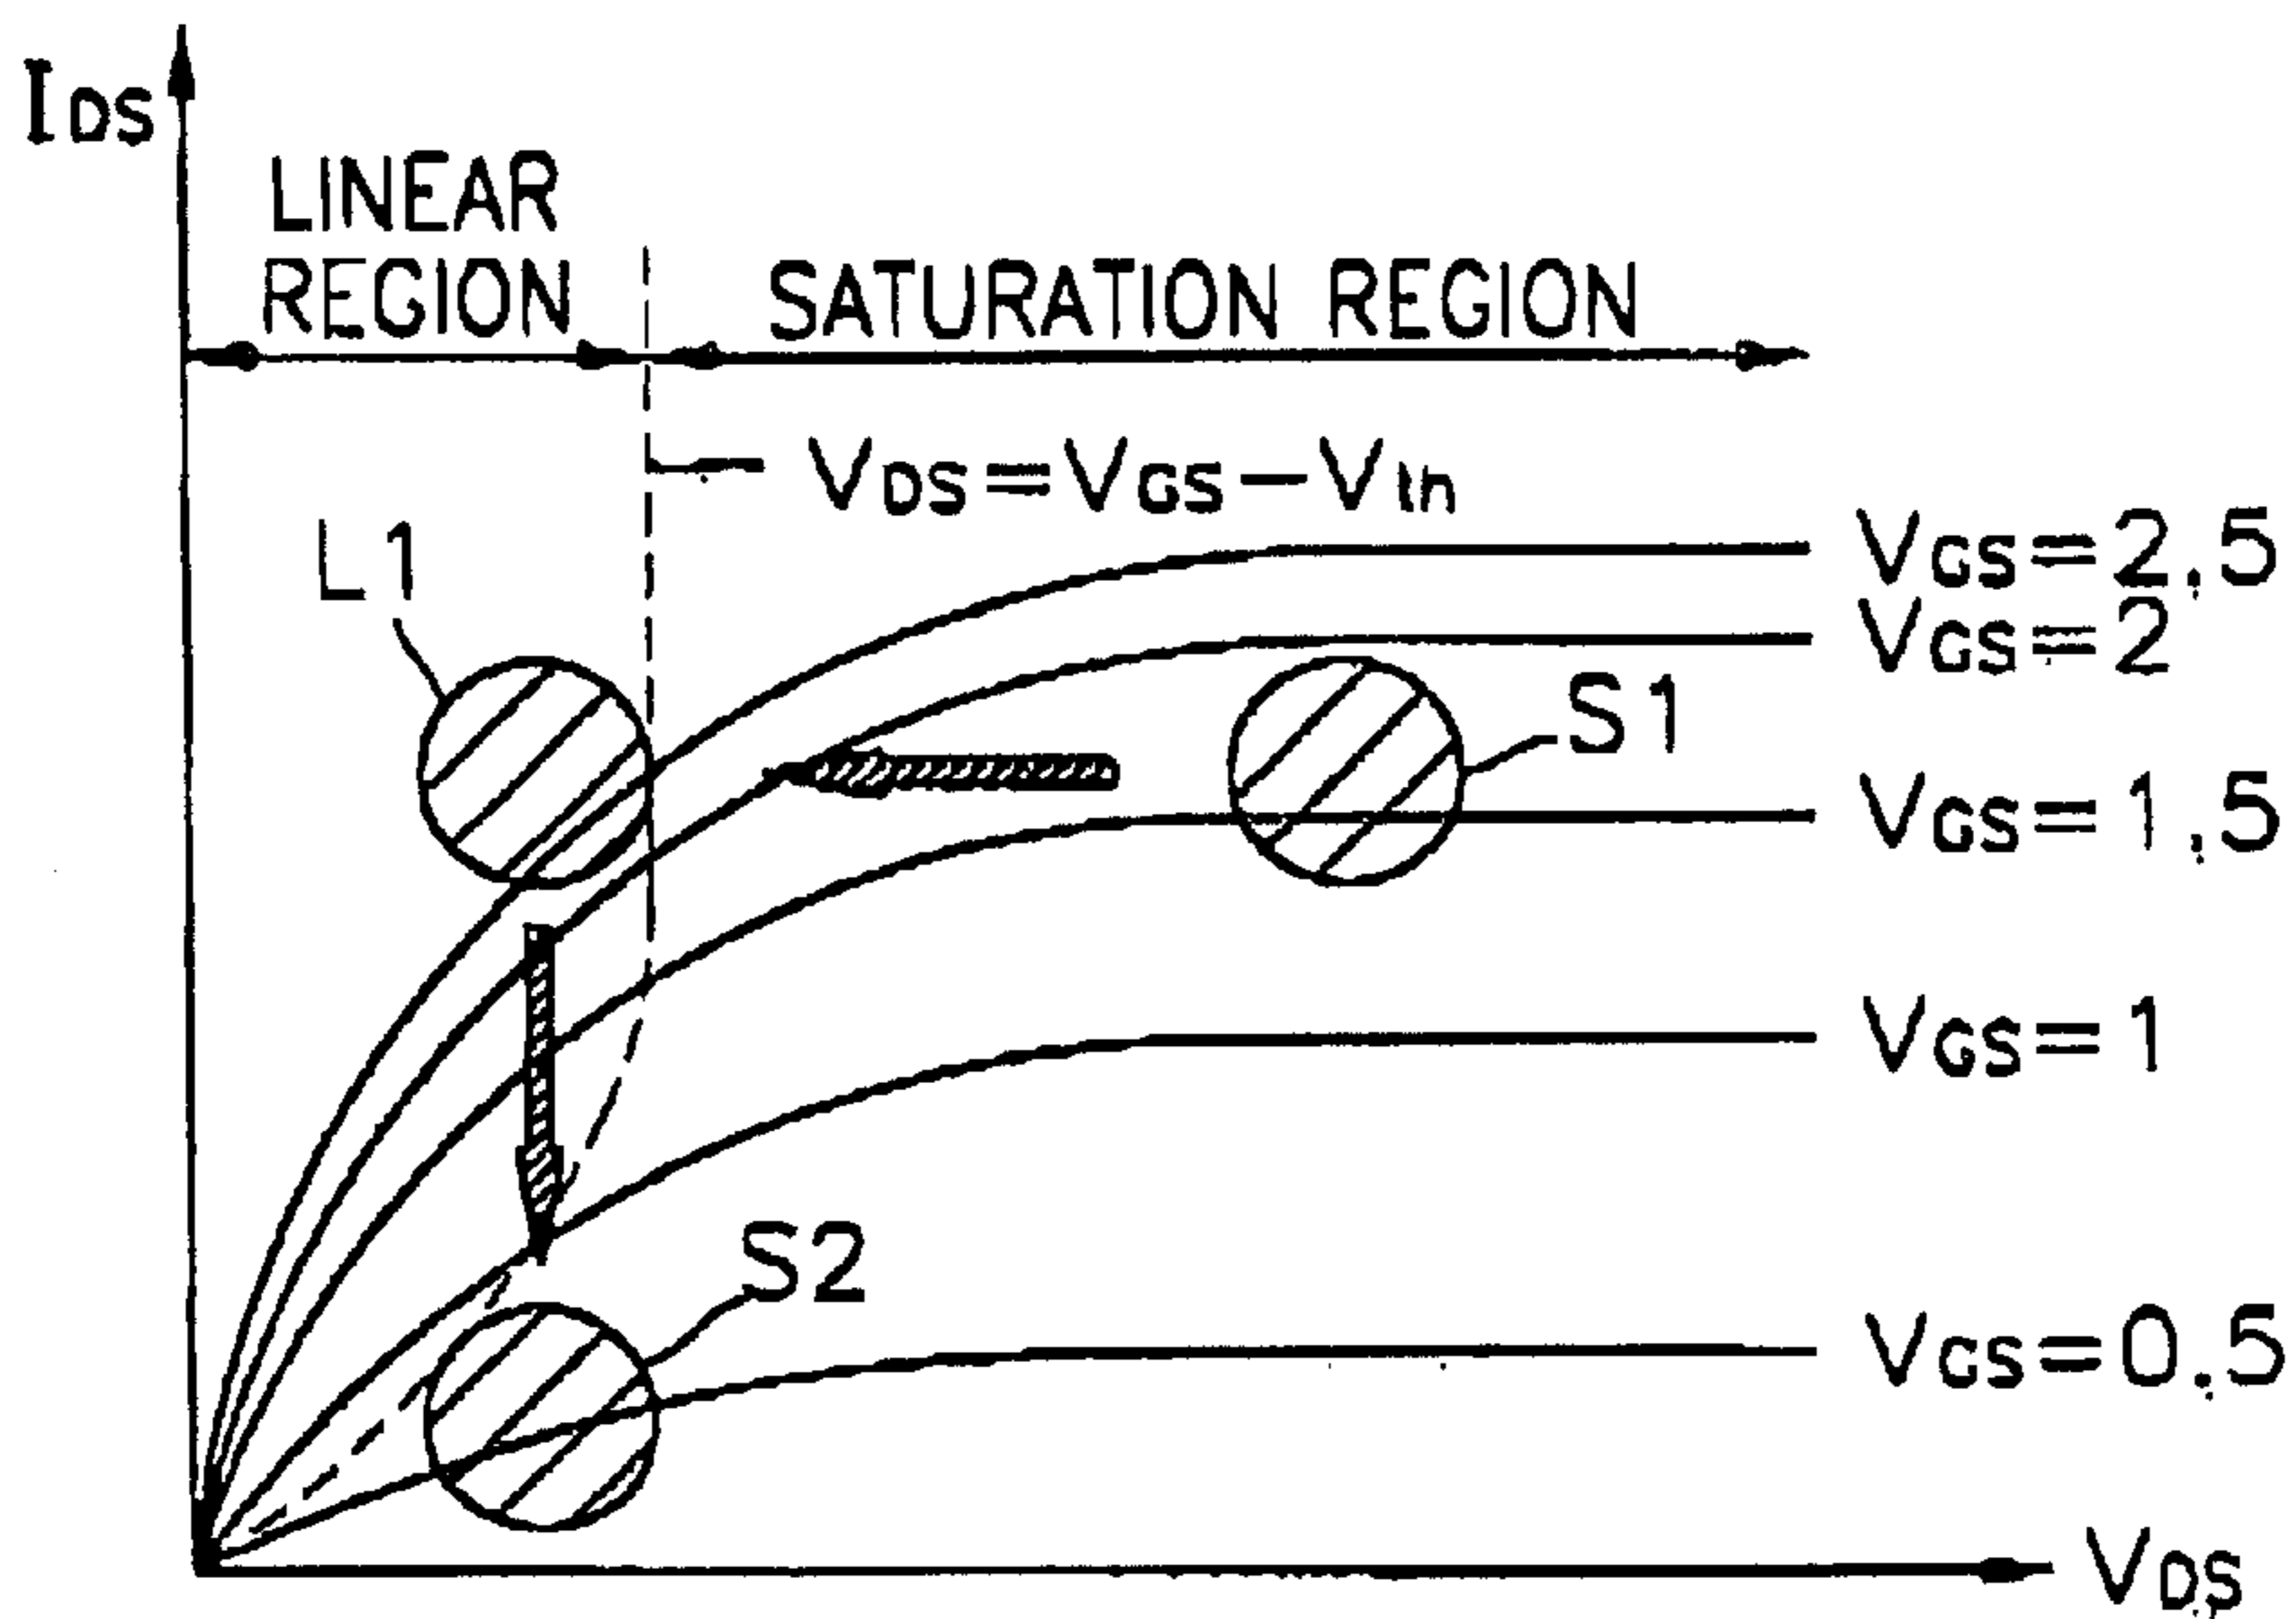 IDS
LINEAR
REGION
SATURATION REGION
VDS=VGS-Vth
L1
VGS=2.5
VGS=2
S1
VGS=1.5
VGS=1
S2
VGS=0.5
VDS